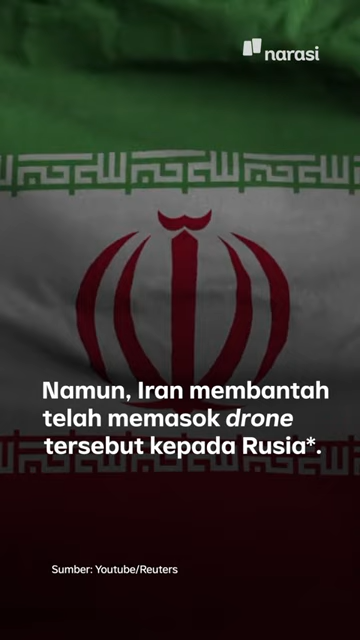 narasi
Namun, Iran membantah
telah memasok drone
tersebut kepada Rusia*.
Sumber: Youtube/Reuters